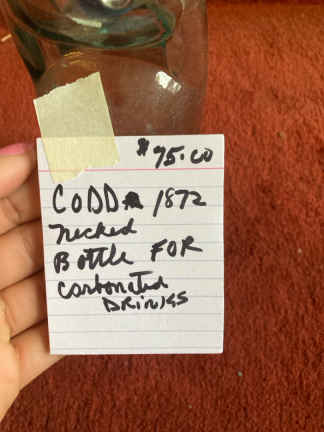 $75.00
CODD 1872
necked
Bottle FOR
carbonated
DRINKS